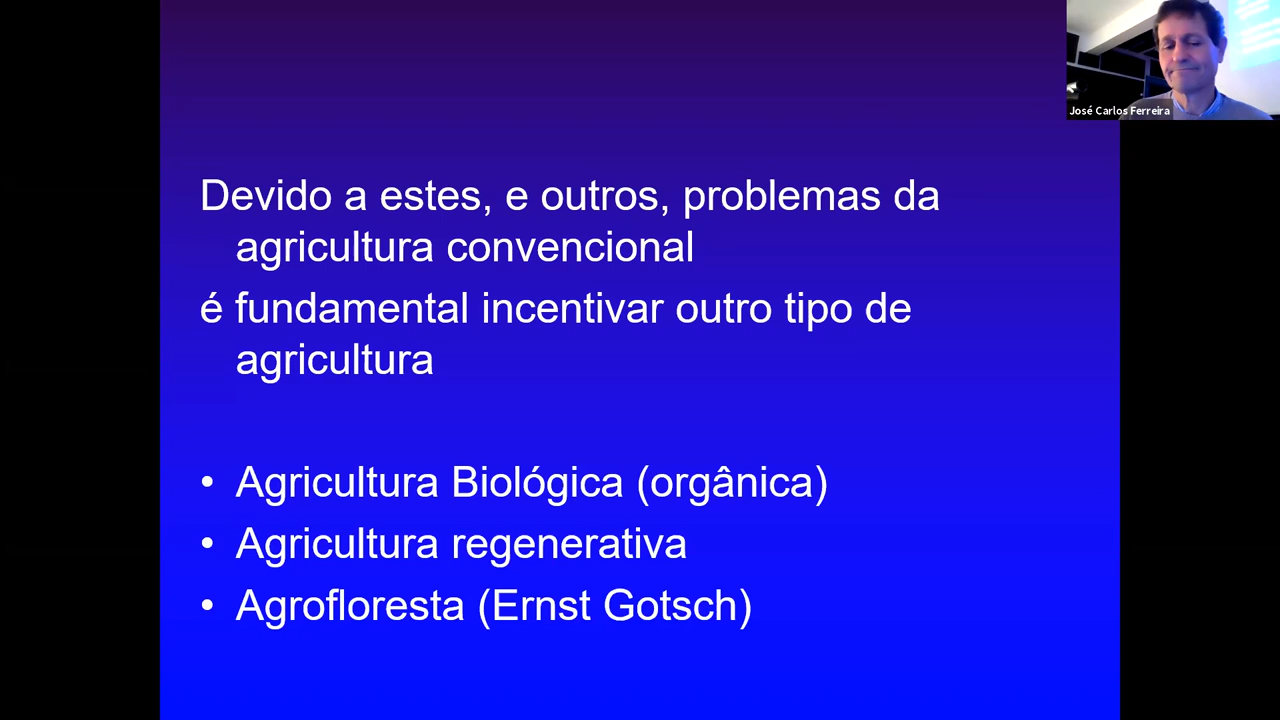 José Carlos Ferreira
Devido a estes, e outros, problemas da
agricultura convencional
é fundamental incentivar outro tipo de
agricultura
• Agricultura Biológica (orgânica)
• Agricultura regenerativa
• Agrofloresta (Ernst Gotsch)